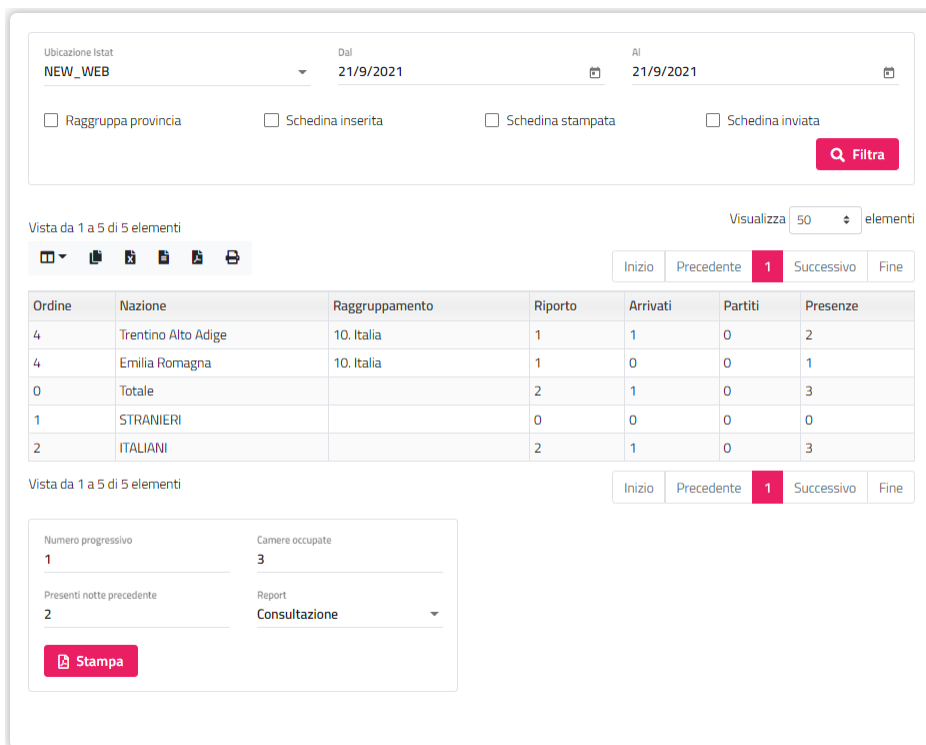 Ubicazione Istat Dal Al
NEW_WEB 21/9/2021 21/9/2021
Raggruppa provincia Schedina inserita Schedina stampata Schedina inviata
Filtra
Vista da 1 a 5 di 5 elementi
Visualizza 50 elementi
Inizio Precedente 1 Successivo Fine
Ordine Nazione Raggruppamento Riporto Arrivati Partiti Presenze
4 Trentino Alto Adige 10. Italia 1 1 0 2
4 Emilia Romagna 10. Italia 1 0 0 1
0 Totale 2 1 0 3
1 STRANIERI 0 0 0 0
2 ITALIANI 2 1 0 3
Vista da 1 a 5 di 5 elementi
Inizio Precedente 1 Successivo Fine
Numero progressivo Camere occupate
1 3
Presenti notte precedente Report
2 Consultazione
Stampa